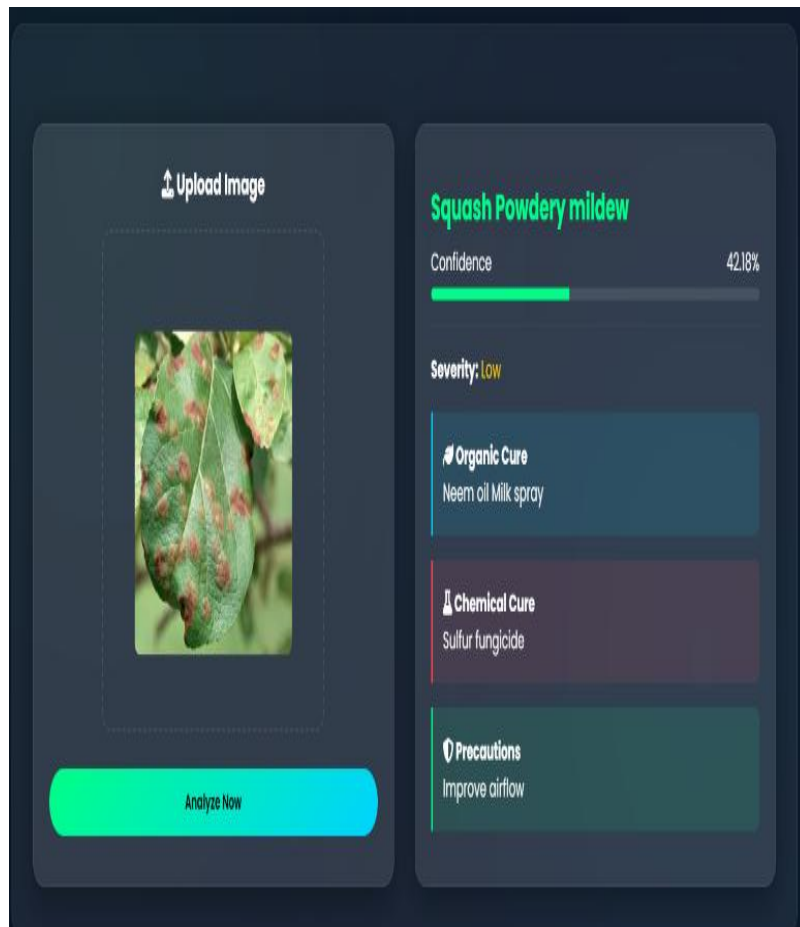 Upload Image
Analyze Now
Squash Powdery mildew
Confidence 42.18%
Severity: Low
Organic Cure
Neem oil Milk spray
Chemical Cure
Sulfur fungicide
Precautions
Improve airflow